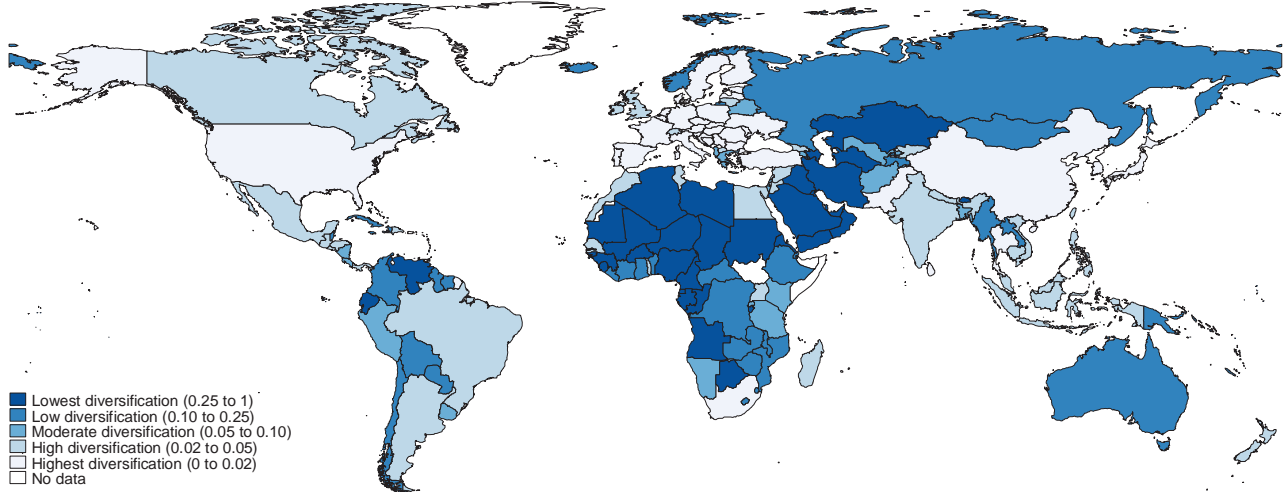 Lowest diversification (0.25 to 1)
Low diversification (0.10 to 0.25)
Moderate diversification (0.05 to 0.10)
High diversification (0.02 to 0.05)
Highest diversification (0 to 0.02)
No data